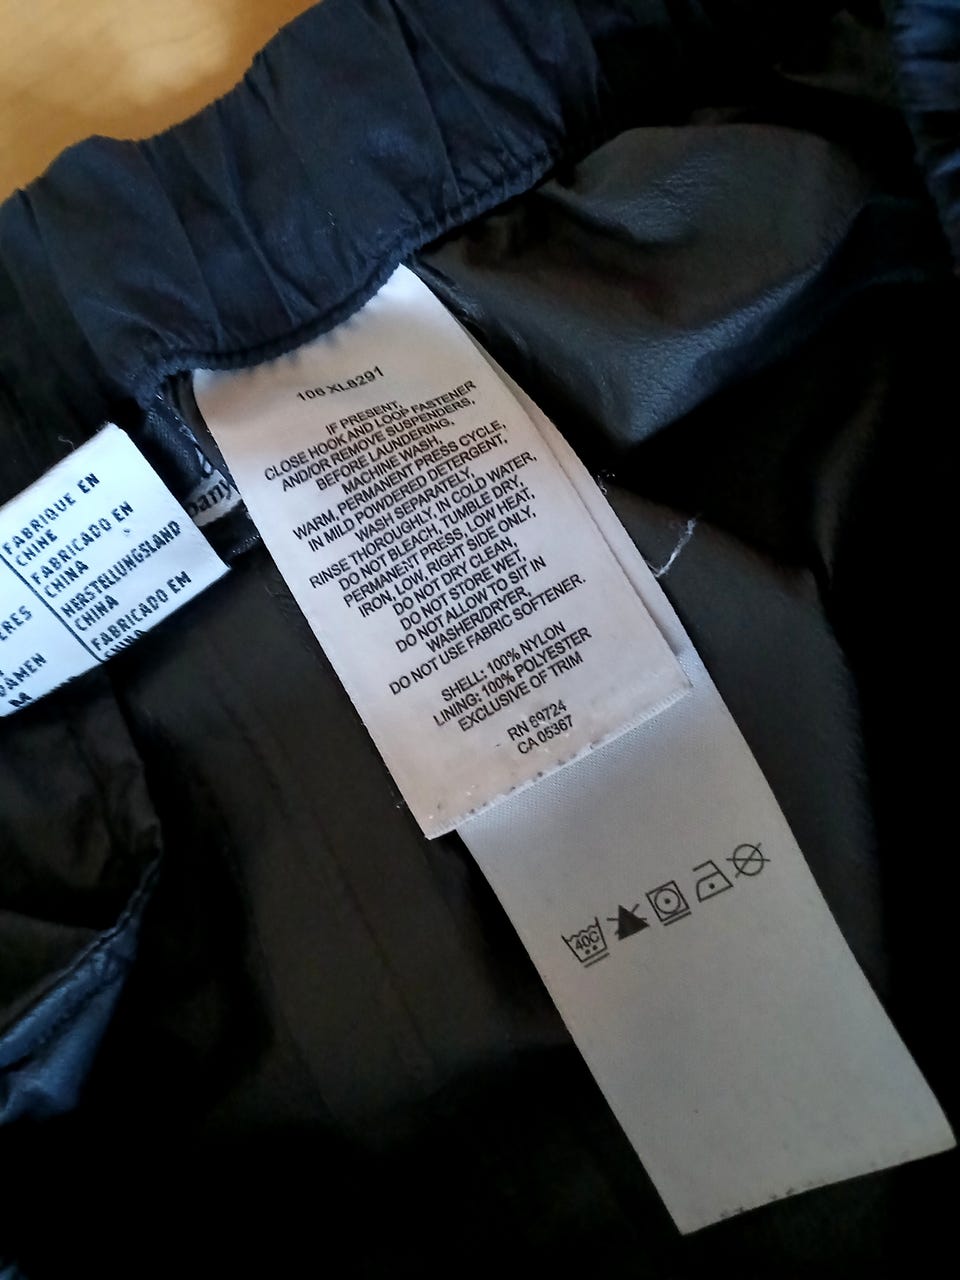 106 XL8291
IF PRESENT,
CLOSE HOOK AND LOOP FASTENER
AND/OR REMOVE SUSPENDERS,
BEFORE LAUNDERING,
MACHINE WASH,
WARM, PERMANENT PRESS CYCLE,
IN MILD POWDERED DETERGENT,
WASH SEPARATELY,
RINSE THOROUGHLY, IN COLD WATER,
DO NOT BLEACH, TUMBLE DRY,
PERMANENT PRESS, LOW HEAT,
IRON, LOW, RIGHT SIDE ONLY,
DO NOT DRY CLEAN,
DO NOT STORE WET,
DO NOT ALLOW TO SIT IN
WASHER/DRYER,
DO NOT USE FABRIC SOFTENER.
SHELL: 100% NYLON
LINING: 100% POLYESTER
EXCLUSIVE OF TRIM
RN 69724
CA 05367
40C
FABRIQUE EN
CHINE
FABRICADO EN
CHINA
HERSTELLUNGSLAND
CHINA
FABRICADO EM
CHINA
DAMEN
M